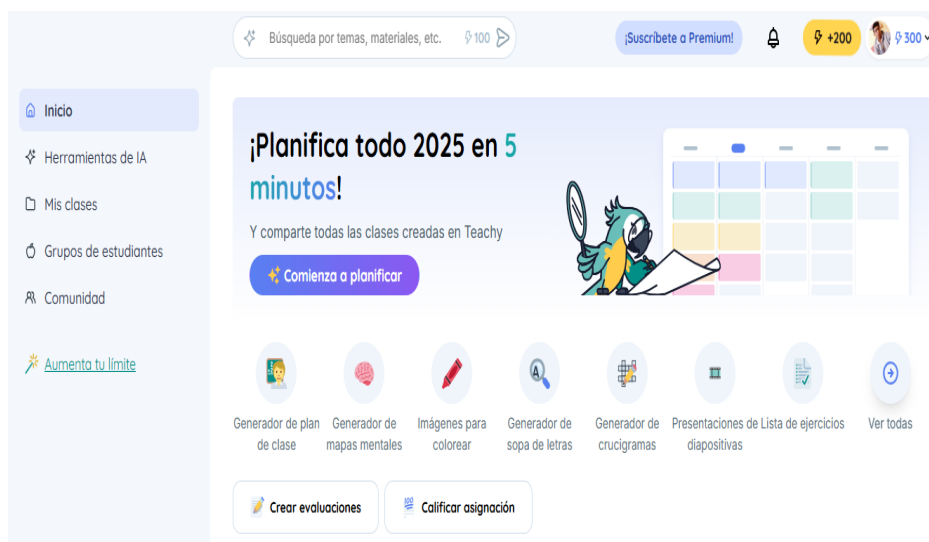 Búsqueda por temas, materiales, etc. 100
¡Suscríbete a Premium!
+200
300
Inicio
Herramientas de IA
Mis clases
Grupos de estudiantes
Comunidad
Aumenta tu límite
¡Planifica todo 2025 en 5
minutos!
Y comparte todas las clases creadas en Teachy
Comienza a planificar
Generador de plan
de clase
Generador de
mapas mentales
Imágenes para
colorear
Generador de
sopa de letras
Generador de
crucigramas
Presentaciones de
diapositivas
Lista de ejercicios
Ver todas
Crear evaluaciones
Calificar asignación